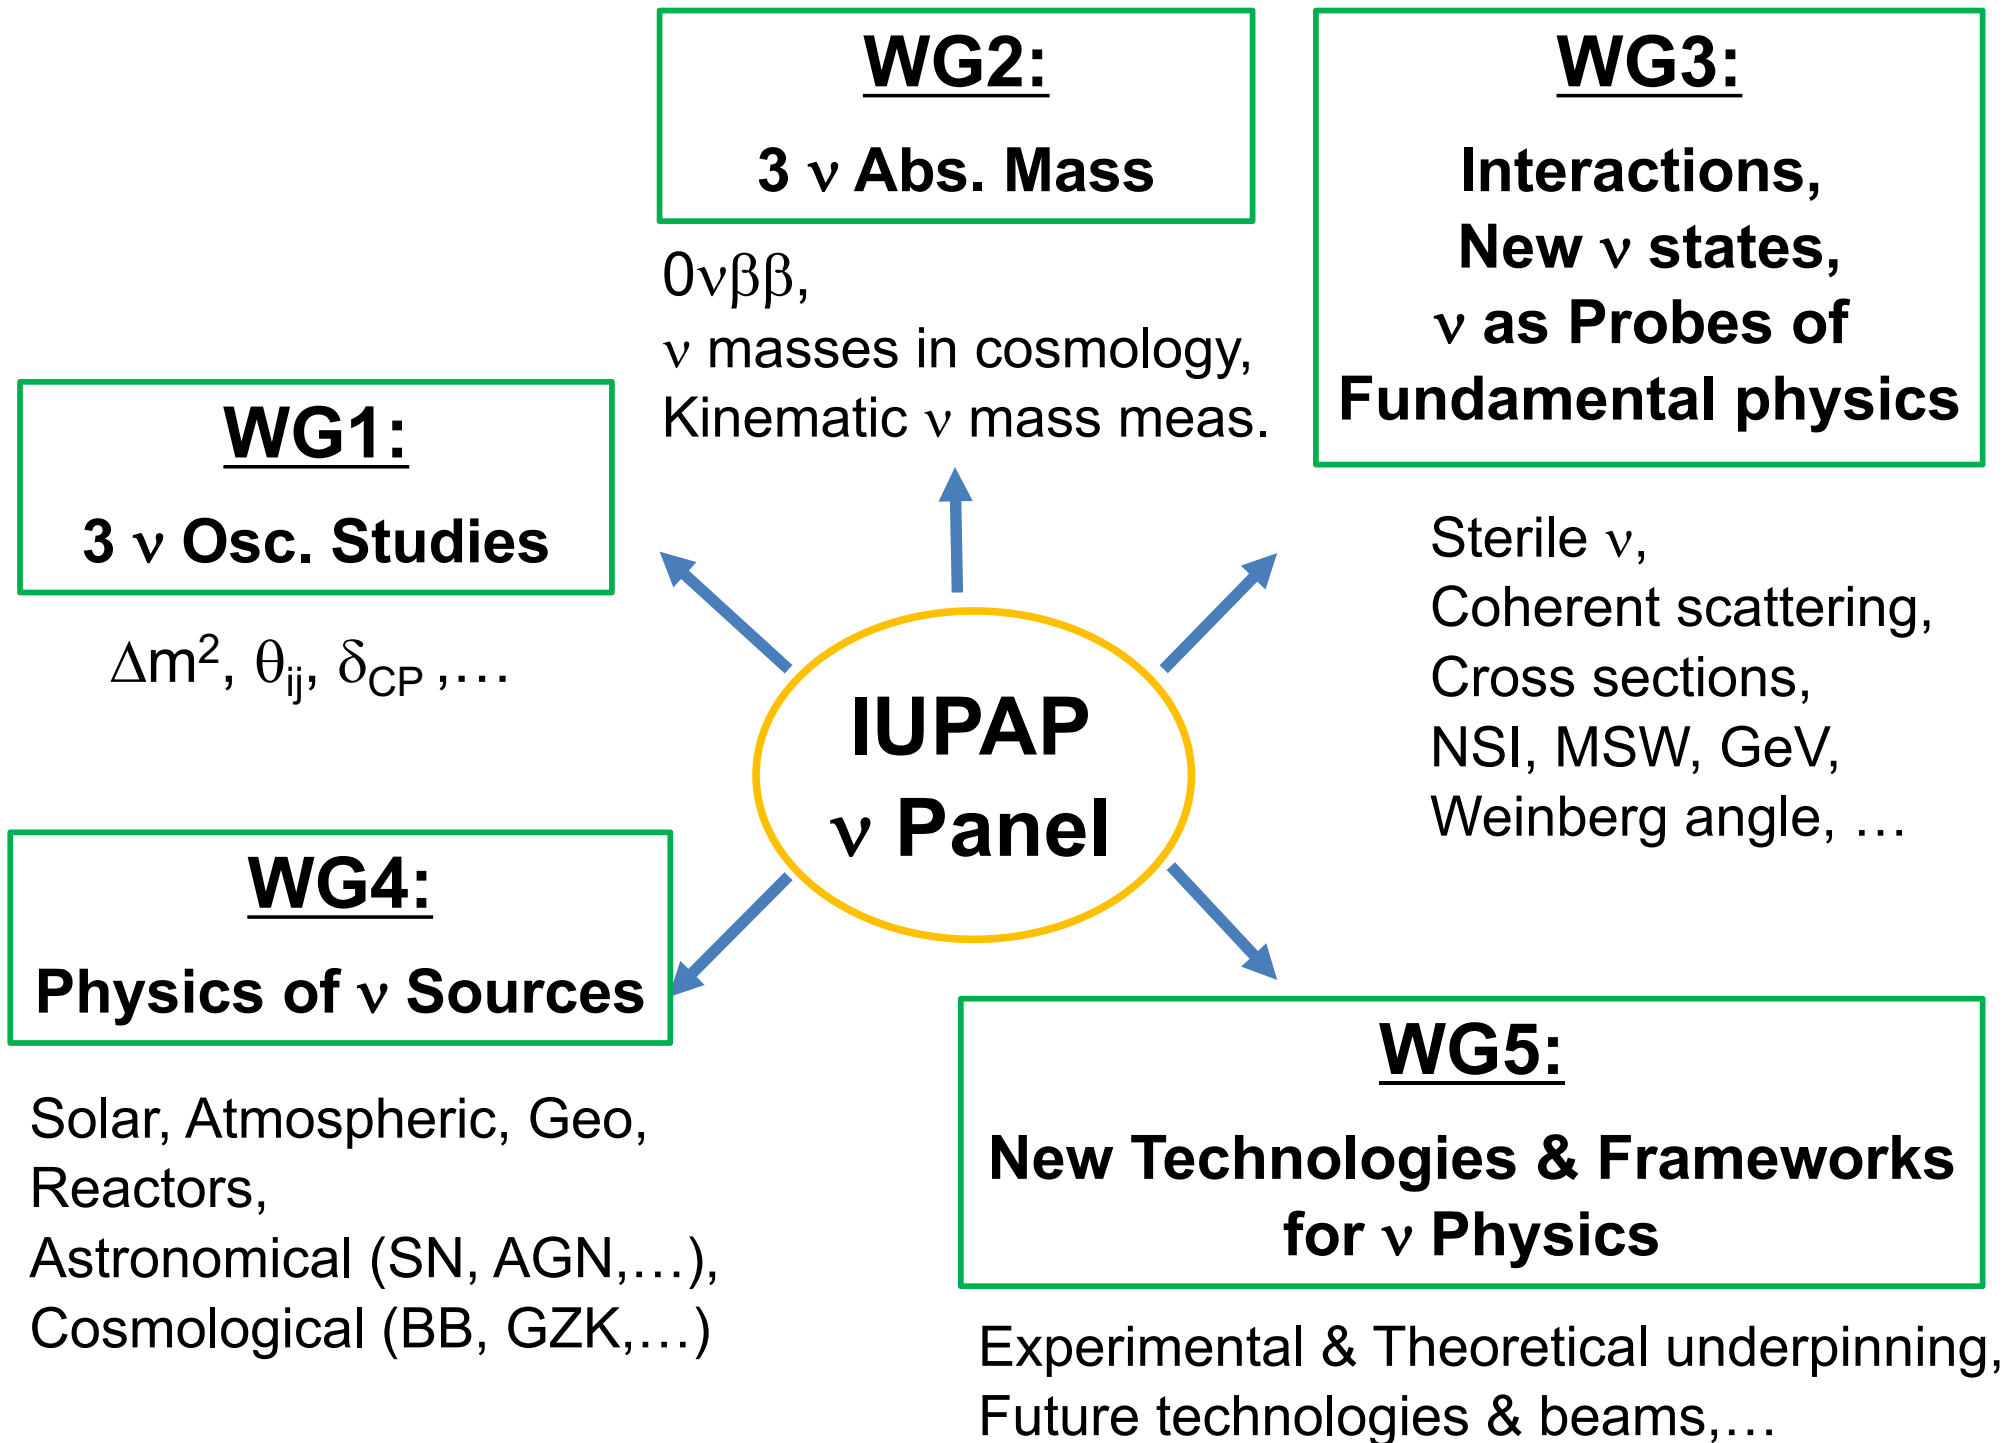 WG1:
3 ν Osc. Studies
Δm², θij, δCP ,…
WG2:
3 ν Abs. Mass
0νββ,
ν masses in cosmology,
Kinematic ν mass meas.
WG3:
Interactions,
New ν states,
ν as Probes of
Fundamental physics
Sterile ν,
Coherent scattering,
Cross sections,
NSI, MSW, GeV,
Weinberg angle, …
IUPAP
ν Panel
WG4:
Physics of ν Sources
Solar, Atmospheric, Geo,
Reactors,
Astronomical (SN, AGN,…),
Cosmological (BB, GZK,…)
WG5:
New Technologies & Frameworks
for ν Physics
Experimental & Theoretical underpinning,
Future technologies & beams,…